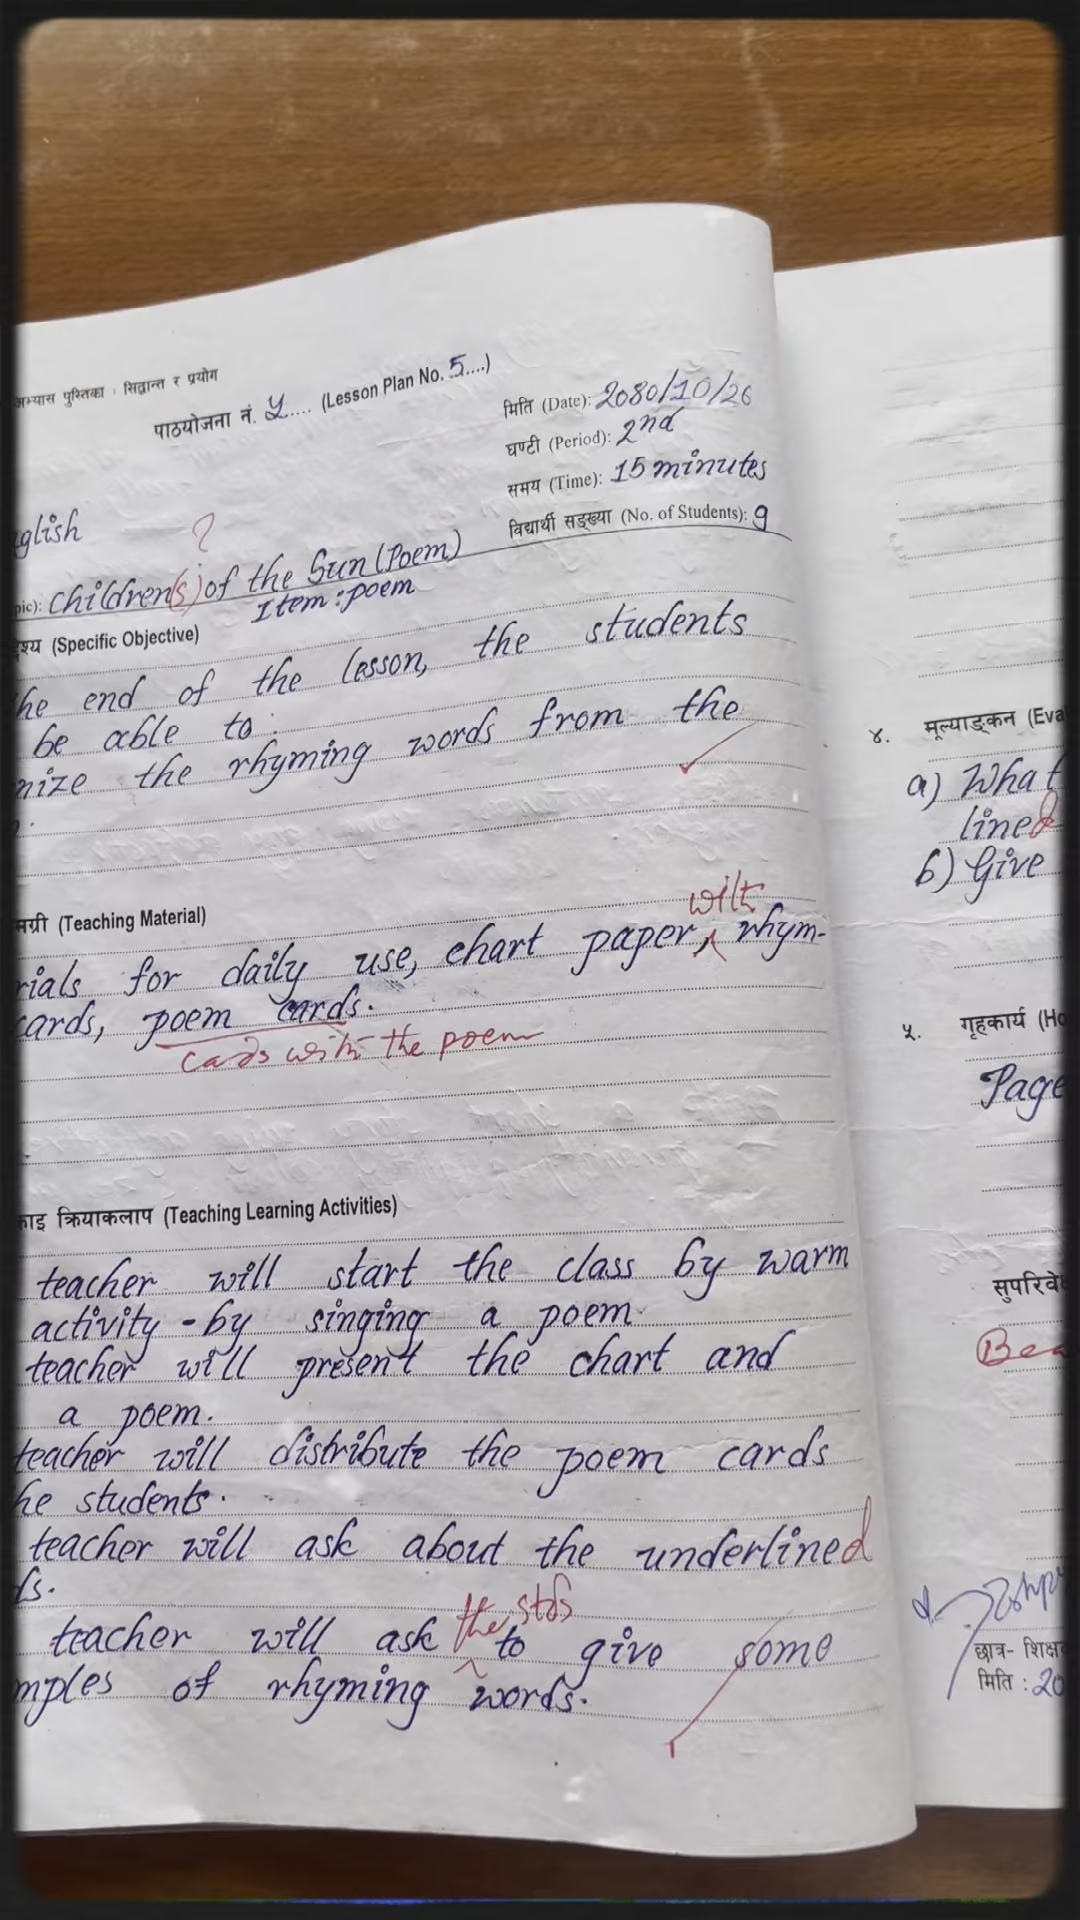 अभ्यास पुस्तिका : सिद्धान्त र प्रयोग
पाठयोजना नं. ५.... (Lesson Plan No. 5....)
मिति (Date): 2080/10/26
घण्टी (Period): 2nd
समय (Time): 15 minutes
विद्यार्थी सङ्ख्या (No. of Students): 9
glish
?
pic): children(s) of the Sun (Poem)
Item : poem
श्य (Specific Objective)
he end of the lesson, the students
be able to :
nize the rhyming words from the
मग्री (Teaching Material)
with
rials for daily use, chart paper, rhym-
cards, poem cards.
cards with the poem
काइ क्रियाकलाप (Teaching Learning Activities)
teacher will start the class by warm
activity - by singing a poem.
teacher will present the chart and
a poem.
teacher will distribute the poem cards
he students.
teacher will ask about the underlined
ds.
the stds
teacher will ask to give some
mples of rhyming words.
४. मूल्याङ्कन (Eva
a) What
lined
b) Give
५. गृहकार्य (Ho
Page
सुपरिवे
Bea
छात्र- शिक्ष
मिति : 20